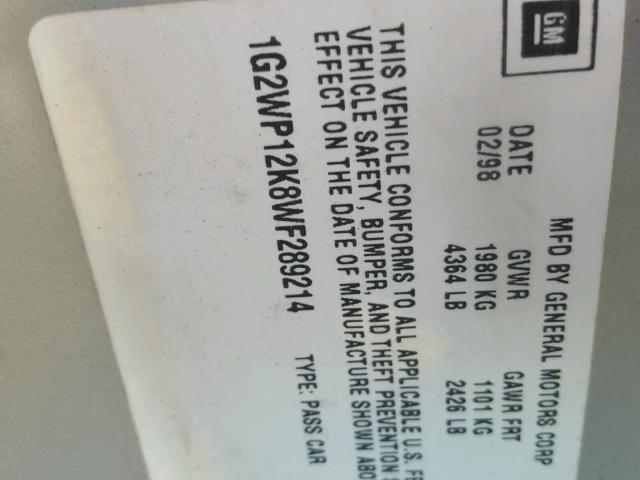 GM
MFD BY GENERAL MOTORS CORP
DATE GVWR GAWR FRT
02/98 1980 KG 1101 KG
4364 LB 2426 LB
THIS VEHICLE CONFORMS TO ALL APPLICABLE U.S. FE
VEHICLE SAFETY, BUMPER, AND THEFT PREVENTION S
EFFECT ON THE DATE OF MANUFACTURE SHOWN ABO
1G2WP12K8WF289214 TYPE: PASS CAR